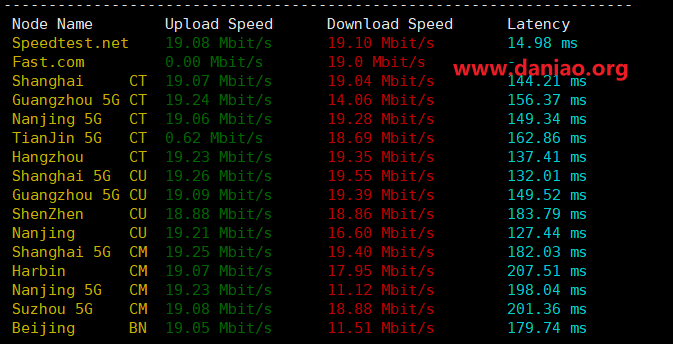 Node Name Upload Speed Download Speed Latency
Speedtest.net 19.08 Mbit/s 19.10 Mbit/s 14.98 ms
Fast.com 0.00 Mbit/s 19.0 Mbit/s -
www.daniao.org
Shanghai CT 19.07 Mbit/s 19.04 Mbit/s 144.21 ms
Guangzhou 5G CT 19.24 Mbit/s 14.06 Mbit/s 156.37 ms
Nanjing 5G CT 19.06 Mbit/s 19.28 Mbit/s 149.34 ms
TianJin 5G CT 0.62 Mbit/s 18.69 Mbit/s 162.86 ms
Hangzhou CT 19.23 Mbit/s 19.35 Mbit/s 137.41 ms
Shanghai 5G CU 19.26 Mbit/s 19.55 Mbit/s 132.01 ms
Guangzhou 5G CU 19.09 Mbit/s 19.39 Mbit/s 149.52 ms
ShenZhen CU 18.88 Mbit/s 18.86 Mbit/s 183.79 ms
Nanjing CU 19.21 Mbit/s 16.60 Mbit/s 127.44 ms
Shanghai 5G CM 19.25 Mbit/s 19.40 Mbit/s 182.03 ms
Harbin CM 19.07 Mbit/s 17.95 Mbit/s 207.51 ms
Nanjing 5G CM 19.23 Mbit/s 11.12 Mbit/s 198.04 ms
Suzhou 5G CM 19.08 Mbit/s 18.88 Mbit/s 201.36 ms
Beijing BN 19.05 Mbit/s 11.51 Mbit/s 179.74 ms